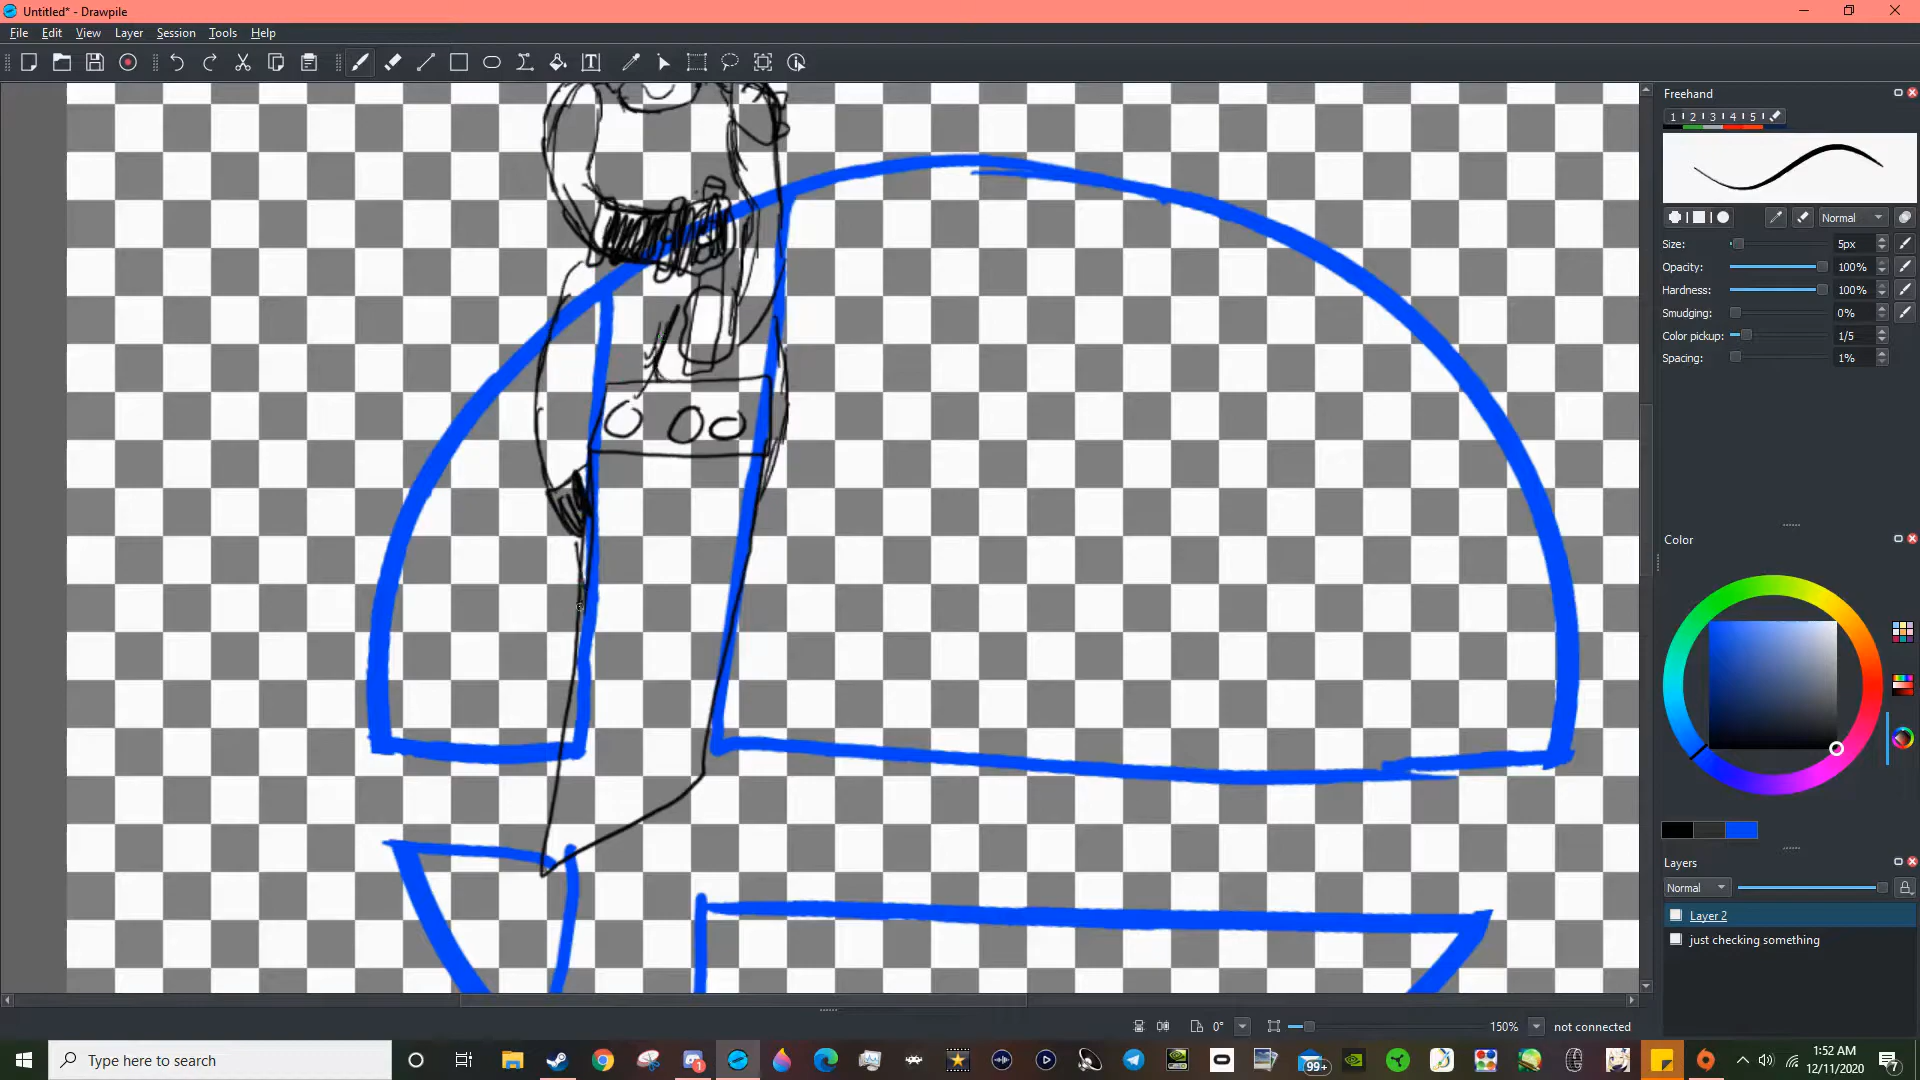 Untitled* - Drawpile
File Edit View Layer Session Tools Help
Freehand
1 2 3 4 5
Normal
Size: 5px
Opacity: 100%
Hardness: 100%
Smudging: 0%
Color pickup: 1/5
Spacing: 1%
Color
Layers
Normal
Layer 2
just checking something
0° 150% not connected
Type here to search
1
99+
1:52 AM
12/11/2020
7